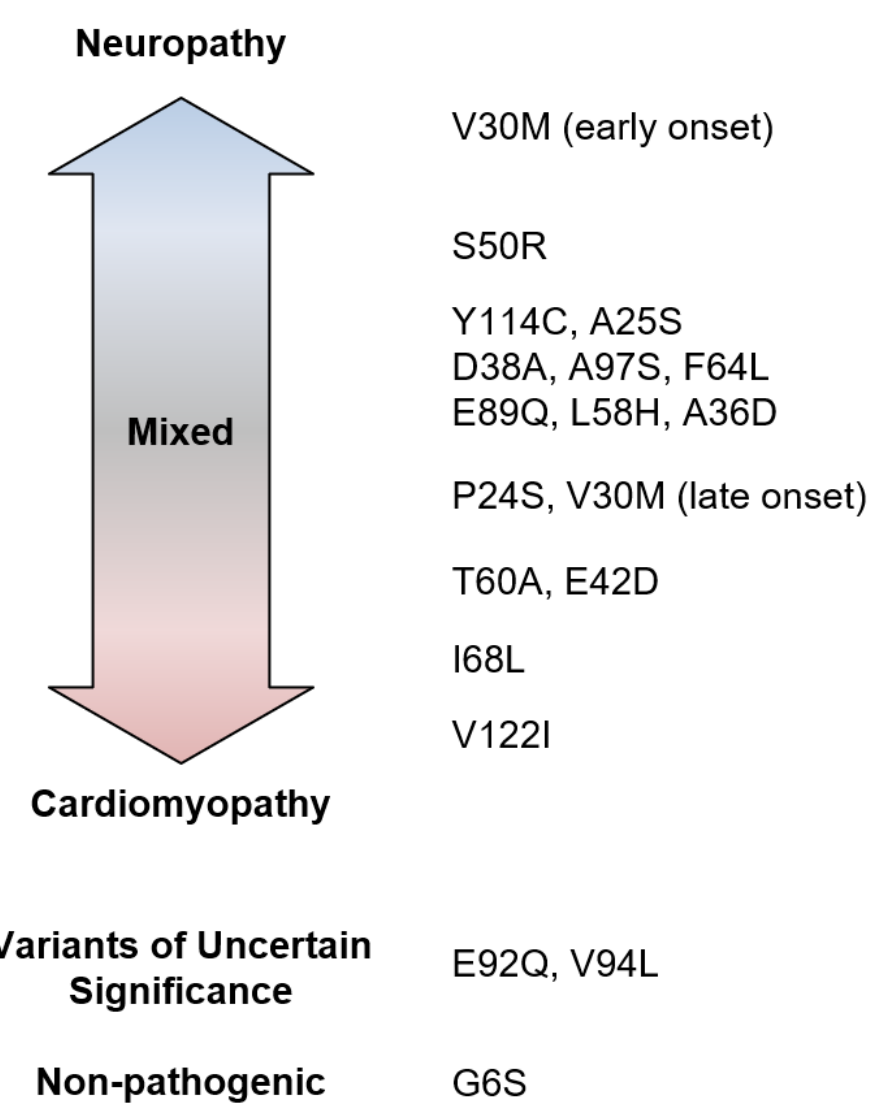 Neuropathy
V30M (early onset)
S50R
Y114C, A25S
D38A, A97S, F64L
E89Q, L58H, A36D
Mixed
P24S, V30M (late onset)
T60A, E42D
I68L
V122I
Cardiomyopathy
Variants of Uncertain
Significance
E92Q, V94L
Non-pathogenic
G6S